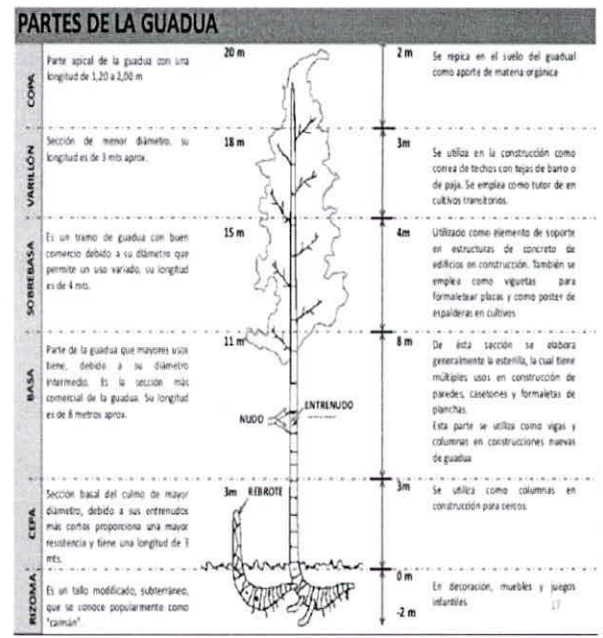 PARTES DE LA GUADUA
COPA
Parte apical de la guadua con una
longitud de 1,20 a 2,00 m
20 m
2 m
Se repica en el suelo del guadual
como aporte de materia orgánica
VARILLÓN
Sección de menor diámetro, su
longitud es de 3 mts aprox.
18 m
3m
Se utiliza en la construcción como
correa de techos con tejas de barro o
de paja. Se emplea como tutor de en
cultivos transitorios.
SOBREBASA
Es un tramo de guadua con buen
comercio debido a su diámetro que
permite un uso variado, su longitud
es de 4 mts.
15 m
4m
Utilizado como elemento de soporte
en estructuras de concreto de
edificios en construcción. También se
emplea como viguetas para
formaletear placas y como poster de
espalderas en cultivos
BASA
Parte de la guadua que mayores usos
tiene, debido a su diámetro
intermedio. Es la sección más
comercial de la guadua. Su longitud
es de 8 metros aprox.
11 m
NUDO
ENTRENUDO
8 m
De ésta sección se elabora
generalmente la esterilla, la cual tiene
múltiples usos en construcción de
paredes, casetones y formaletas de
planchas.
Esta parte se utiliza como vigas y
columnas en construcciones nuevas
de guadua
CEPA
Sección basal del culmo de mayor
diámetro, debido a sus entrenudos
más cortos proporciona una mayor
resistencia y tiene una longitud de 3
mts.
3m
REBROTE
3m
Se utiliza como columnas en
construcción para cercos.
RIZOMA
Es un tallo modificado, subterráneo,
que se conoce popularmente como
"caimán".
0 m
-2 m
En decoración, muebles y juegos
infantiles
17